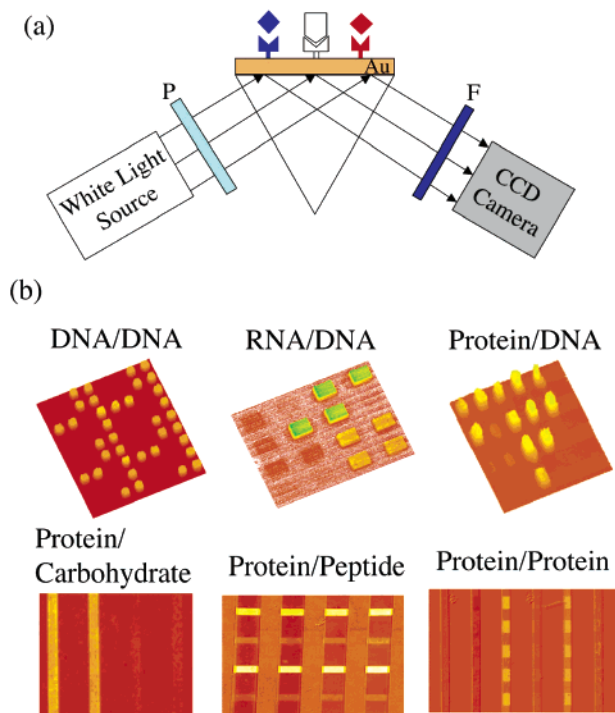 (a)
Au
P
F
White Light
Source
CCD
Camera
(b)
DNA/DNA
RNA/DNA
Protein/DNA
Protein/
Carbohydrate
Protein/Peptide
Protein/Protein